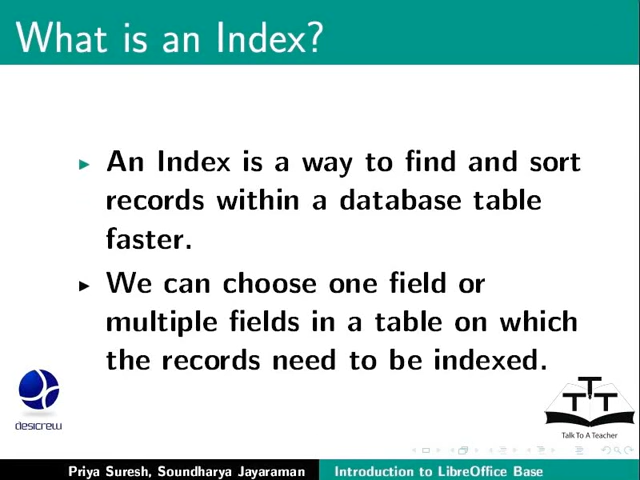 What is an Index?
An Index is a way to find and sort
records within a database table
faster.
We can choose one field or
multiple fields in a table on which
the records need to be indexed.
desicrew
T T T
Talk To A Teacher
Priya Suresh, Soundharya Jayaraman
Introduction to LibreOffice Base